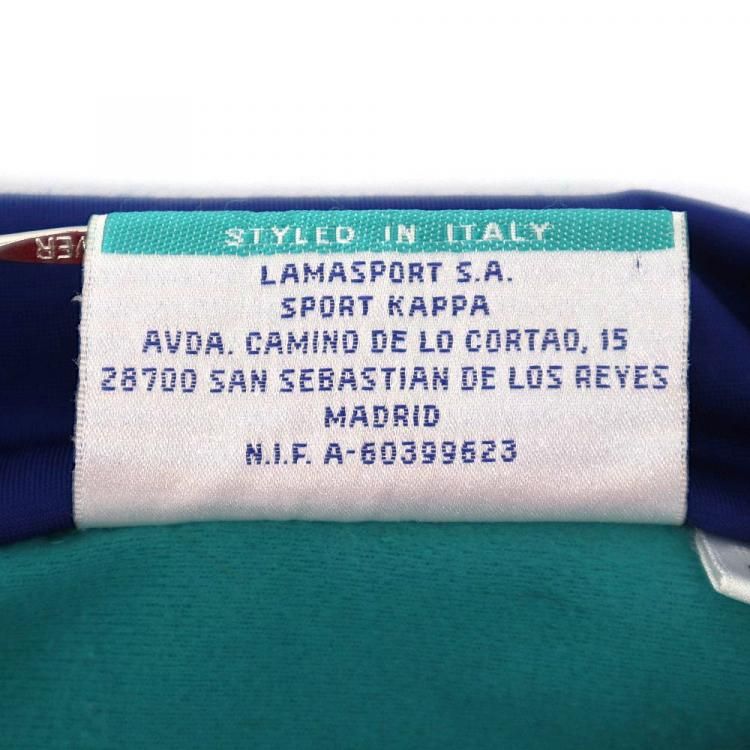 STYLED IN ITALY
LAMASPORT S.A.
SPORT KAPPA
AVDA. CAMINO DE LO CORTAO, 15
28700 SAN SEBASTIAN DE LOS REYES
MADRID
N.I.F. A-60399623